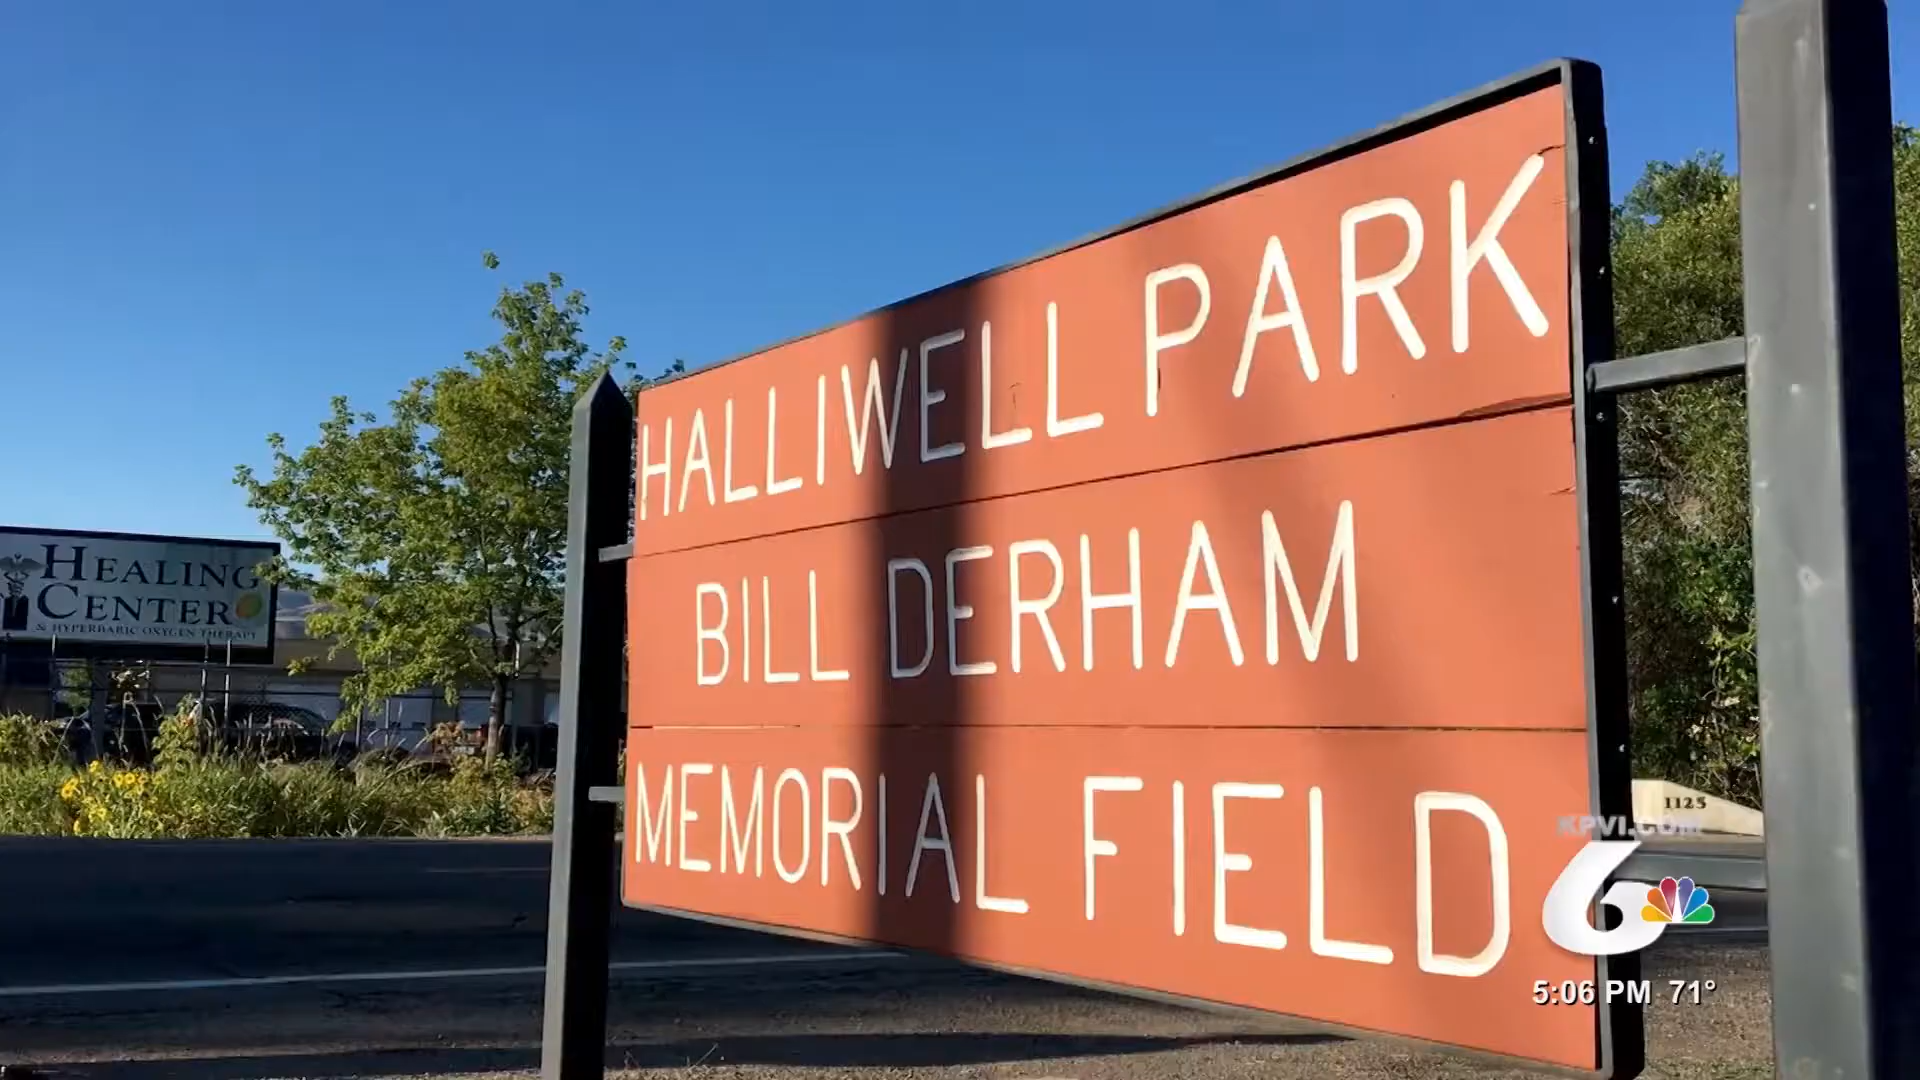 HALLIWELL PARK
BILL DERHAM
MEMORIAL FIELD
HEALING
CENTER
& HYPERBARIC OXYGEN THERAPY
1125
KPVI.COM
6
5:06 PM 71°